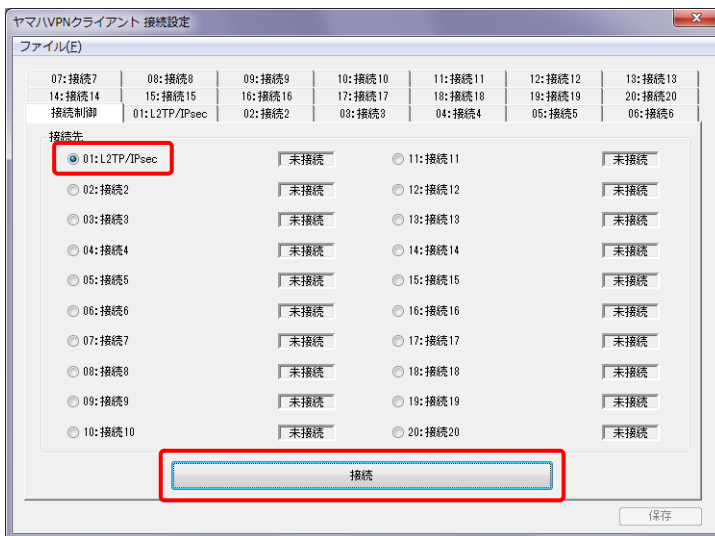 ヤマハVPNクライアント 接続設定
ファイル(F)
07:接続7 08:接続8 09:接続9 10:接続10 11:接続11 12:接続12 13:接続13
14:接続14 15:接続15 16:接続16 17:接続17 18:接続18 19:接続19 20:接続20
接続制御 01:L2TP/IPsec 02:接続2 03:接続3 04:接続4 05:接続5 06:接続6
接続先
01:L2TP/IPsec 未接続 11:接続11 未接続
02:接続2 未接続 12:接続12 未接続
03:接続3 未接続 13:接続13 未接続
04:接続4 未接続 14:接続14 未接続
05:接続5 未接続 15:接続15 未接続
06:接続6 未接続 16:接続16 未接続
07:接続7 未接続 17:接続17 未接続
08:接続8 未接続 18:接続18 未接続
09:接続9 未接続 19:接続19 未接続
10:接続10 未接続 20:接続20 未接続
接続
保存